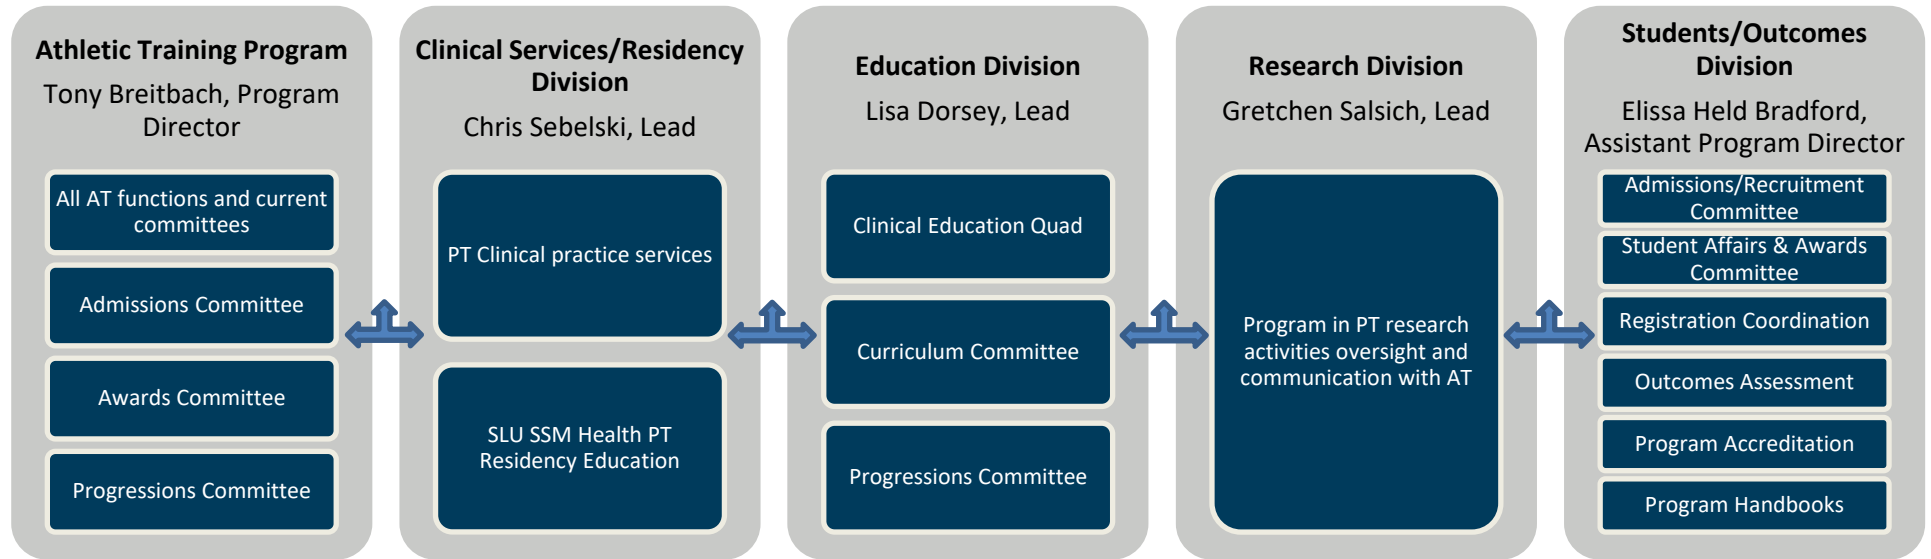 Athletic Training Program
Tony Breitbach, Program
Director
All AT functions and current
committees
Admissions Committee
Awards Committee
Progressions Committee
Clinical Services/Residency
Division
Chris Sebelski, Lead
PT Clinical practice services
SLU SSM Health PT
Residency Education
Education Division
Lisa Dorsey, Lead
Clinical Education Quad
Curriculum Committee
Progressions Committee
Research Division
Gretchen Salsich, Lead
Program in PT research
activities oversight and
communication with AT
Students/Outcomes
Division
Elissa Held Bradford,
Assistant Program Director
Admissions/Recruitment
Committee
Student Affairs & Awards
Committee
Registration Coordination
Outcomes Assessment
Program Accreditation
Program Handbooks